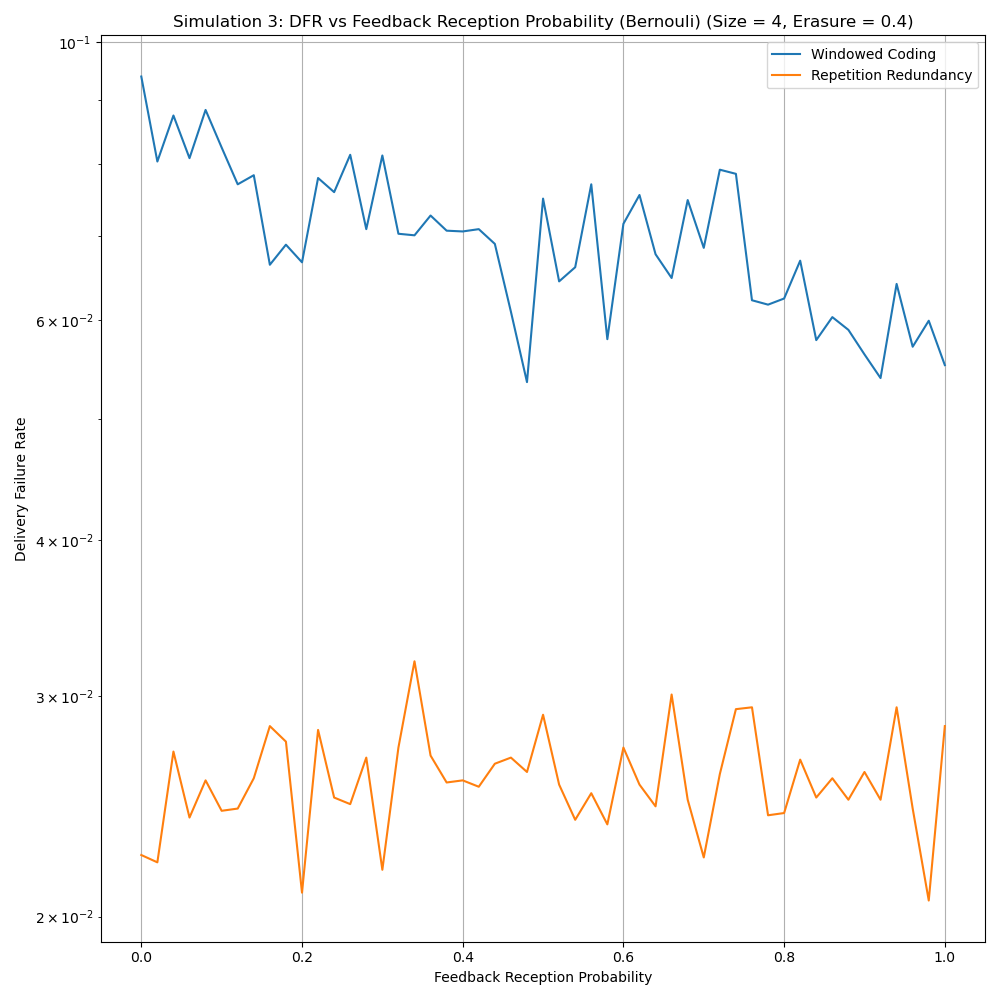 Simulation 3: DFR vs Feedback Reception Probability (Bernouli) (Size = 4, Erasure = 0.4)
Windowed Coding
Repetition Redundancy
10⁻¹
6 × 10⁻²
4 × 10⁻²
3 × 10⁻²
2 × 10⁻²
Delivery Failure Rate
0.0 0.2 0.4 0.6 0.8 1.0
Feedback Reception Probability